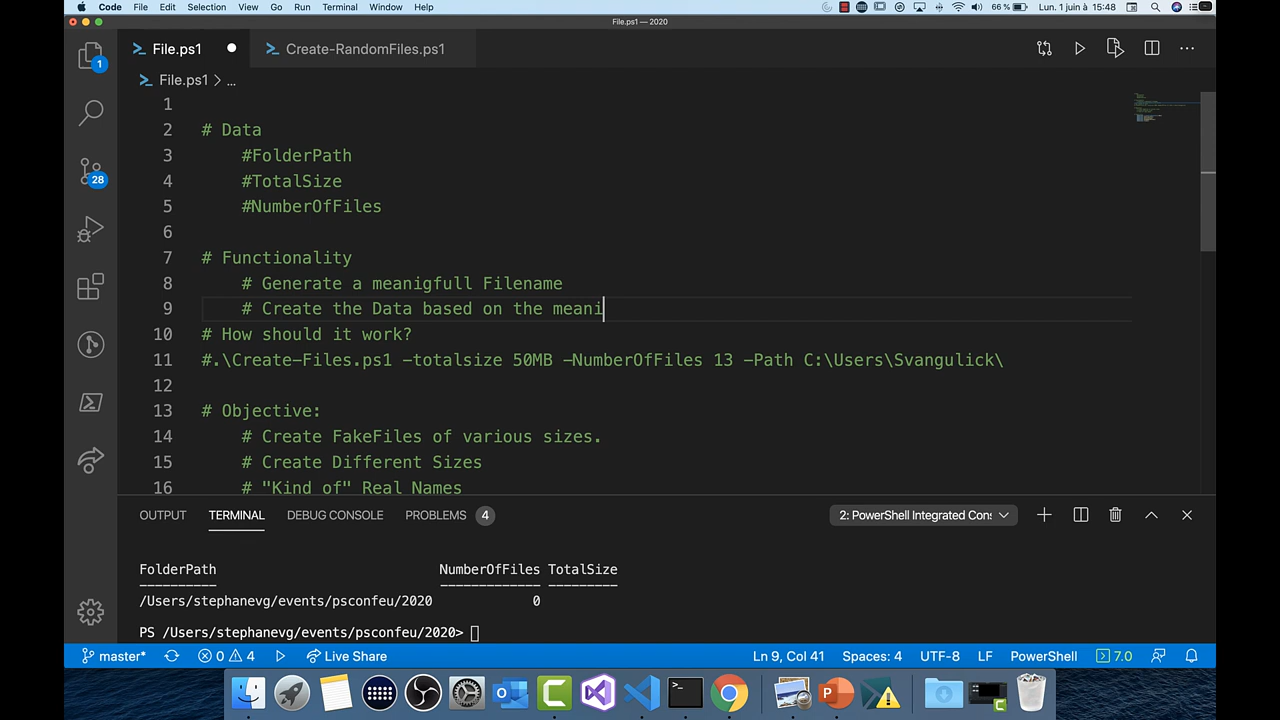 Code File Edit Selection View Go Run Terminal Window Help 66 % Lun. 1 juin à 15:48
File.ps1 — 2020
File.ps1 Create-RandomFiles.ps1
File.ps1 > ...
1
2 # Data
3 #FolderPath
4 #TotalSize
5 #NumberOfFiles
6
7 # Functionality
8 # Generate a meanigfull Filename
9 # Create the Data based on the meani
10 # How should it work?
11 #.\Create-Files.ps1 -totalsize 50MB -NumberOfFiles 13 -Path C:\Users\Svangulick\
12
13 # Objective:
14 # Create FakeFiles of various sizes.
15 # Create Different Sizes
16 # "Kind of" Real Names
1
28
OUTPUT TERMINAL DEBUG CONSOLE PROBLEMS 4 2: PowerShell Integrated Cons
FolderPath NumberOfFiles TotalSize
---------- ------------- ---------
/Users/stephanevg/events/psconfeu/2020 0
PS /Users/stephanevg/events/psconfeu/2020>
master* 0 4 Live Share Ln 9, Col 41 Spaces: 4 UTF-8 LF PowerShell 7.0